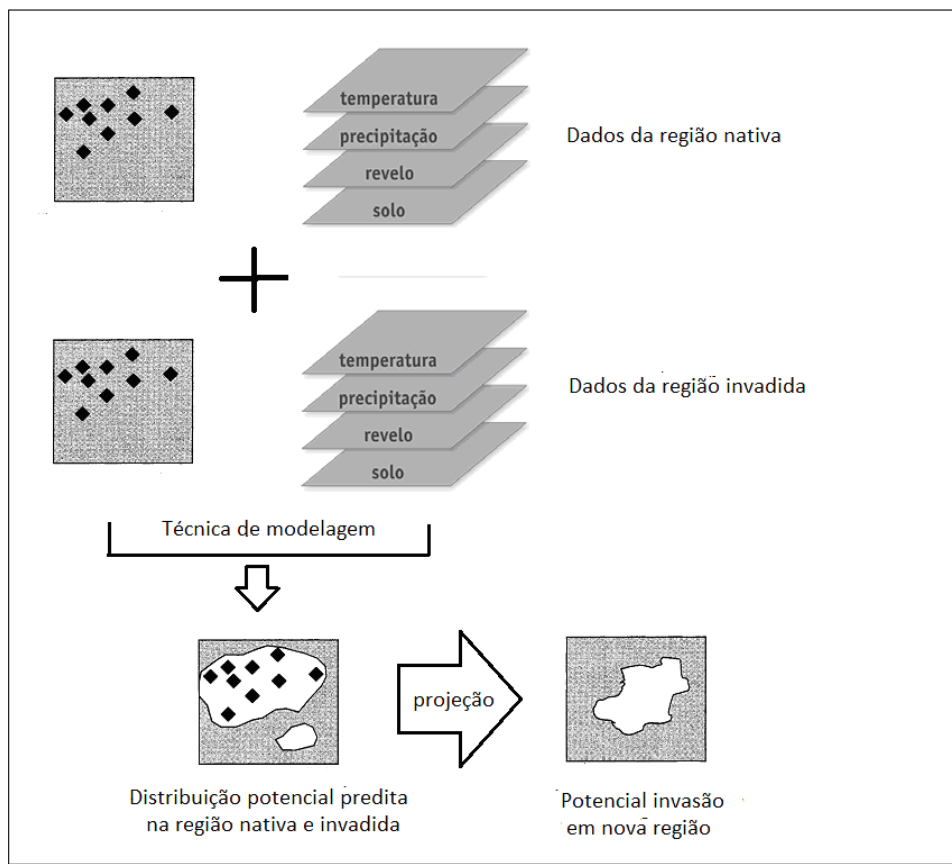 temperatura
precipitação
revelo
solo
Dados da região nativa
temperatura
precipitação
revelo
solo
Dados da região invadida
Técnica de modelagem
projeção
Distribuição potencial predita
na região nativa e invadida
Potencial invasão
em nova região